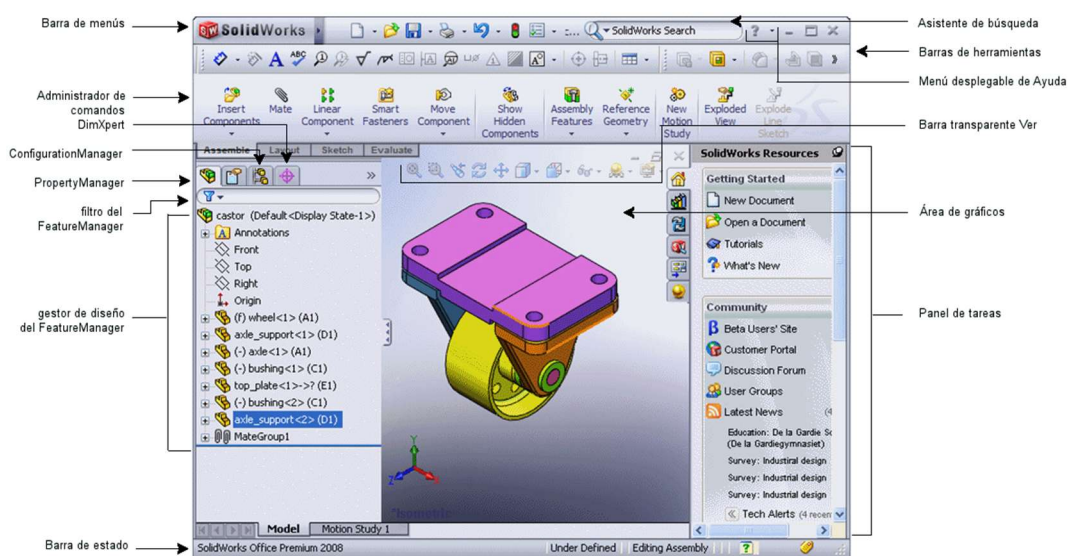 Barra de menús
SolidWorks
SolidWorks Search
Asistente de búsqueda
Barras de herramientas
Menú desplegable de Ayuda
Administrador de
comandos
DimXpert
ConfigurationManager
PropertyManager
filtro del
FeatureManager
gestor de diseño
del FeatureManager
Barra de estado
Insert
Components
Mate
Linear
Component
Smart
Fasteners
Move
Component
Show
Hidden
Components
Assembly
Features
Reference
Geometry
New
Motion
Study
Exploded
View
Explode
Line
Sketch
Barra transparente Ver
Assemble
Layout
Sketch
Evaluate
castor (Default<Display State-1>)
Annotations
Front
Top
Right
Origin
(f) wheel<1> (A1)
axle_support<1> (D1)
(-) axle<1> (A1)
(-) bushing<1> (C1)
top_plate<1>->? (E1)
(-) bushing<2> (C1)
axle_support<2> (D1)
MateGroup1
Y
X
Z
*Isometric
SolidWorks Resources
Getting Started
New Document
Open a Document
Tutorials
What's New
Community
Beta Users' Site
Customer Portal
Discussion Forum
User Groups
Latest News (4
Education: De la Gardie Sc
(De la Gardiegymnasiet)
Survey: Industiral design
Survey: Industrial design
Survey: Industrial design
Tech Alerts (4 recen
Área de gráficos
Panel de tareas
Model
Motion Study 1
SolidWorks Office Premium 2008
Under Defined
Editing Assembly